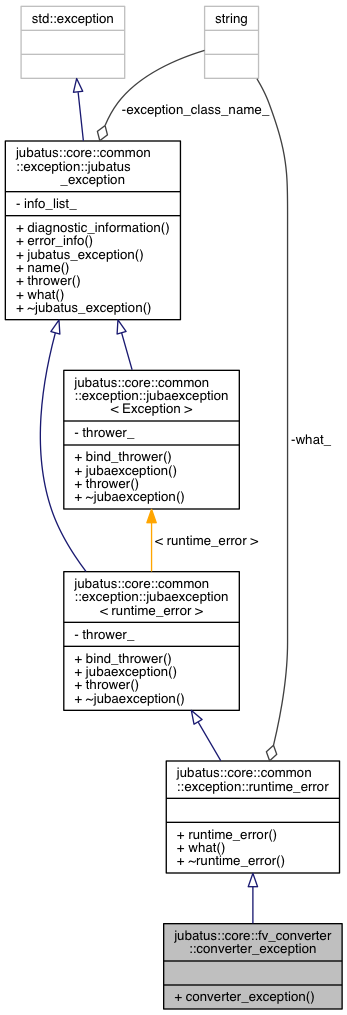 std::exception
string
-exception_class_name_
jubatus::core::common
::exception::jubatus
_exception
- info_list_
+ diagnostic_information()
+ error_info()
+ jubatus_exception()
+ name()
+ thrower()
+ what()
+ ~jubatus_exception()
jubatus::core::common
::exception::jubaexception
< Exception >
- thrower_
+ bind_thrower()
+ jubaexception()
+ thrower()
+ ~jubaexception()
-what_
< runtime_error >
jubatus::core::common
::exception::jubaexception
< runtime_error >
- thrower_
+ bind_thrower()
+ jubaexception()
+ thrower()
+ ~jubaexception()
jubatus::core::common
::exception::runtime_error
+ runtime_error()
+ what()
+ ~runtime_error()
jubatus::core::fv_converter
::converter_exception
+ converter_exception()